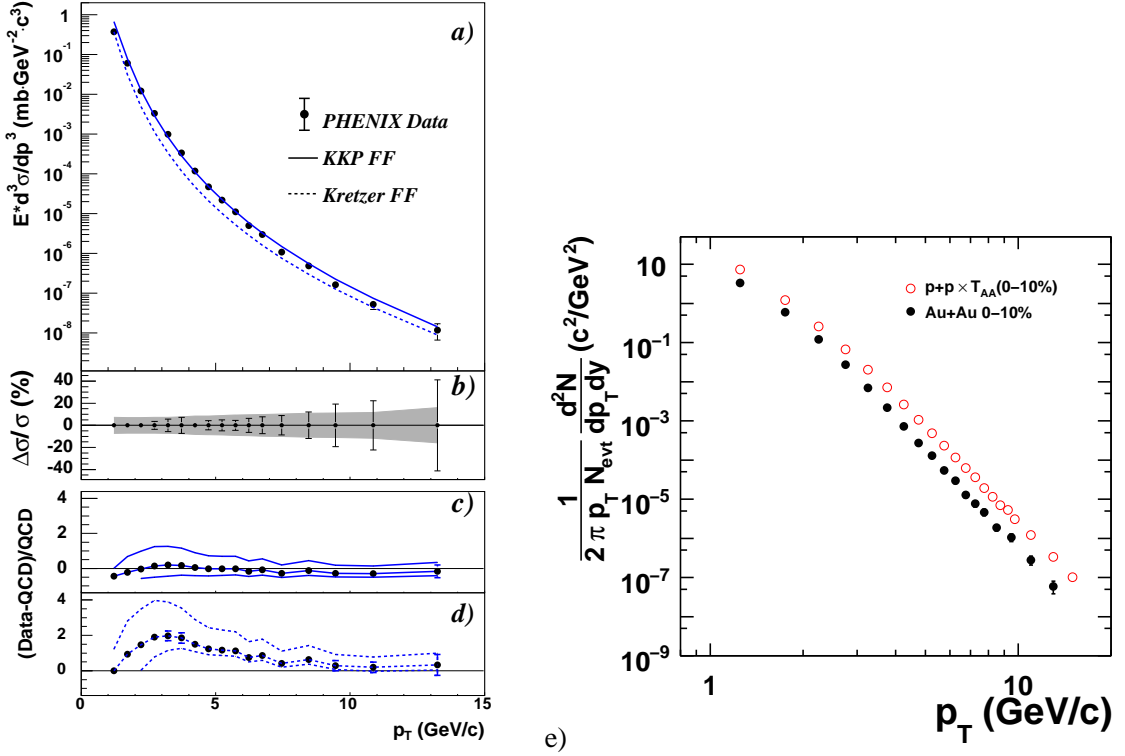 a)
E*d³σ/dp³ (mb·GeV⁻²·c³)
1
10⁻¹
10⁻²
10⁻³
10⁻⁴
10⁻⁵
10⁻⁶
10⁻⁷
10⁻⁸
PHENIX Data
KKP FF
Kretzer FF
b)
Δσ/σ (%)
40
20
0
-20
-40
c)
(Data-QCD)/QCD
4
2
0
d)
4
2
0
0 5 10 15
p_T (GeV/c)
e)
1/(2 π p_T N_evt) d²N/(dp_T dy) (c²/GeV²)
10
10⁻¹
10⁻³
10⁻⁵
10⁻⁷
10⁻⁹
p+p × T_AA(0–10%)
Au+Au 0–10%
1 10
p_T (GeV/c)